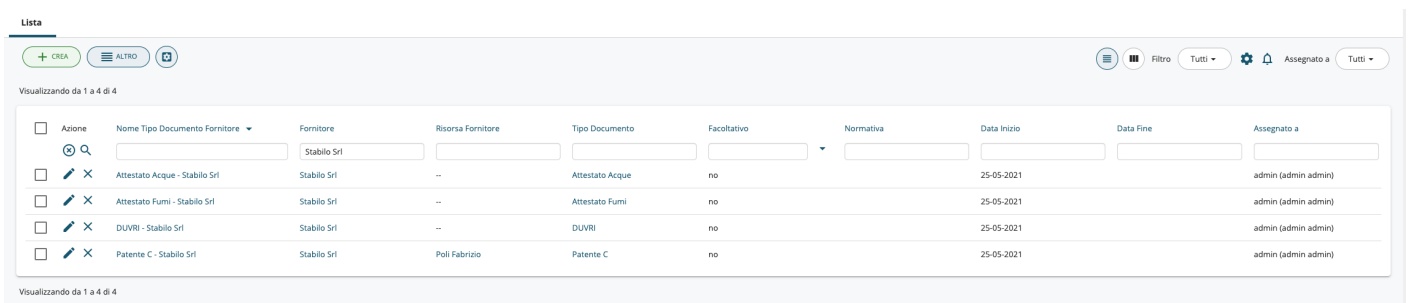 Lista
CREA ALTRO Filtro Tutti Assegnato a Tutti
Visualizzando da 1 a 4 di 4
Azione Nome Tipo Documento Fornitore Fornitore Risorsa Fornitore Tipo Documento Facoltativo Normativa Data Inizio Data Fine Assegnato a
Stabilo Srl
Attestato Acque - Stabilo Srl Stabilo Srl -- Attestato Acque no 25-05-2021 admin (admin admin)
Attestato Fumi - Stabilo Srl Stabilo Srl -- Attestato Fumi no 25-05-2021 admin (admin admin)
DUVRI - Stabilo Srl Stabilo Srl -- DUVRI no 25-05-2021 admin (admin admin)
Patente C - Stabilo Srl Stabilo Srl Poli Fabrizio Patente C no 25-05-2021 admin (admin admin)
Visualizzando da 1 a 4 di 4